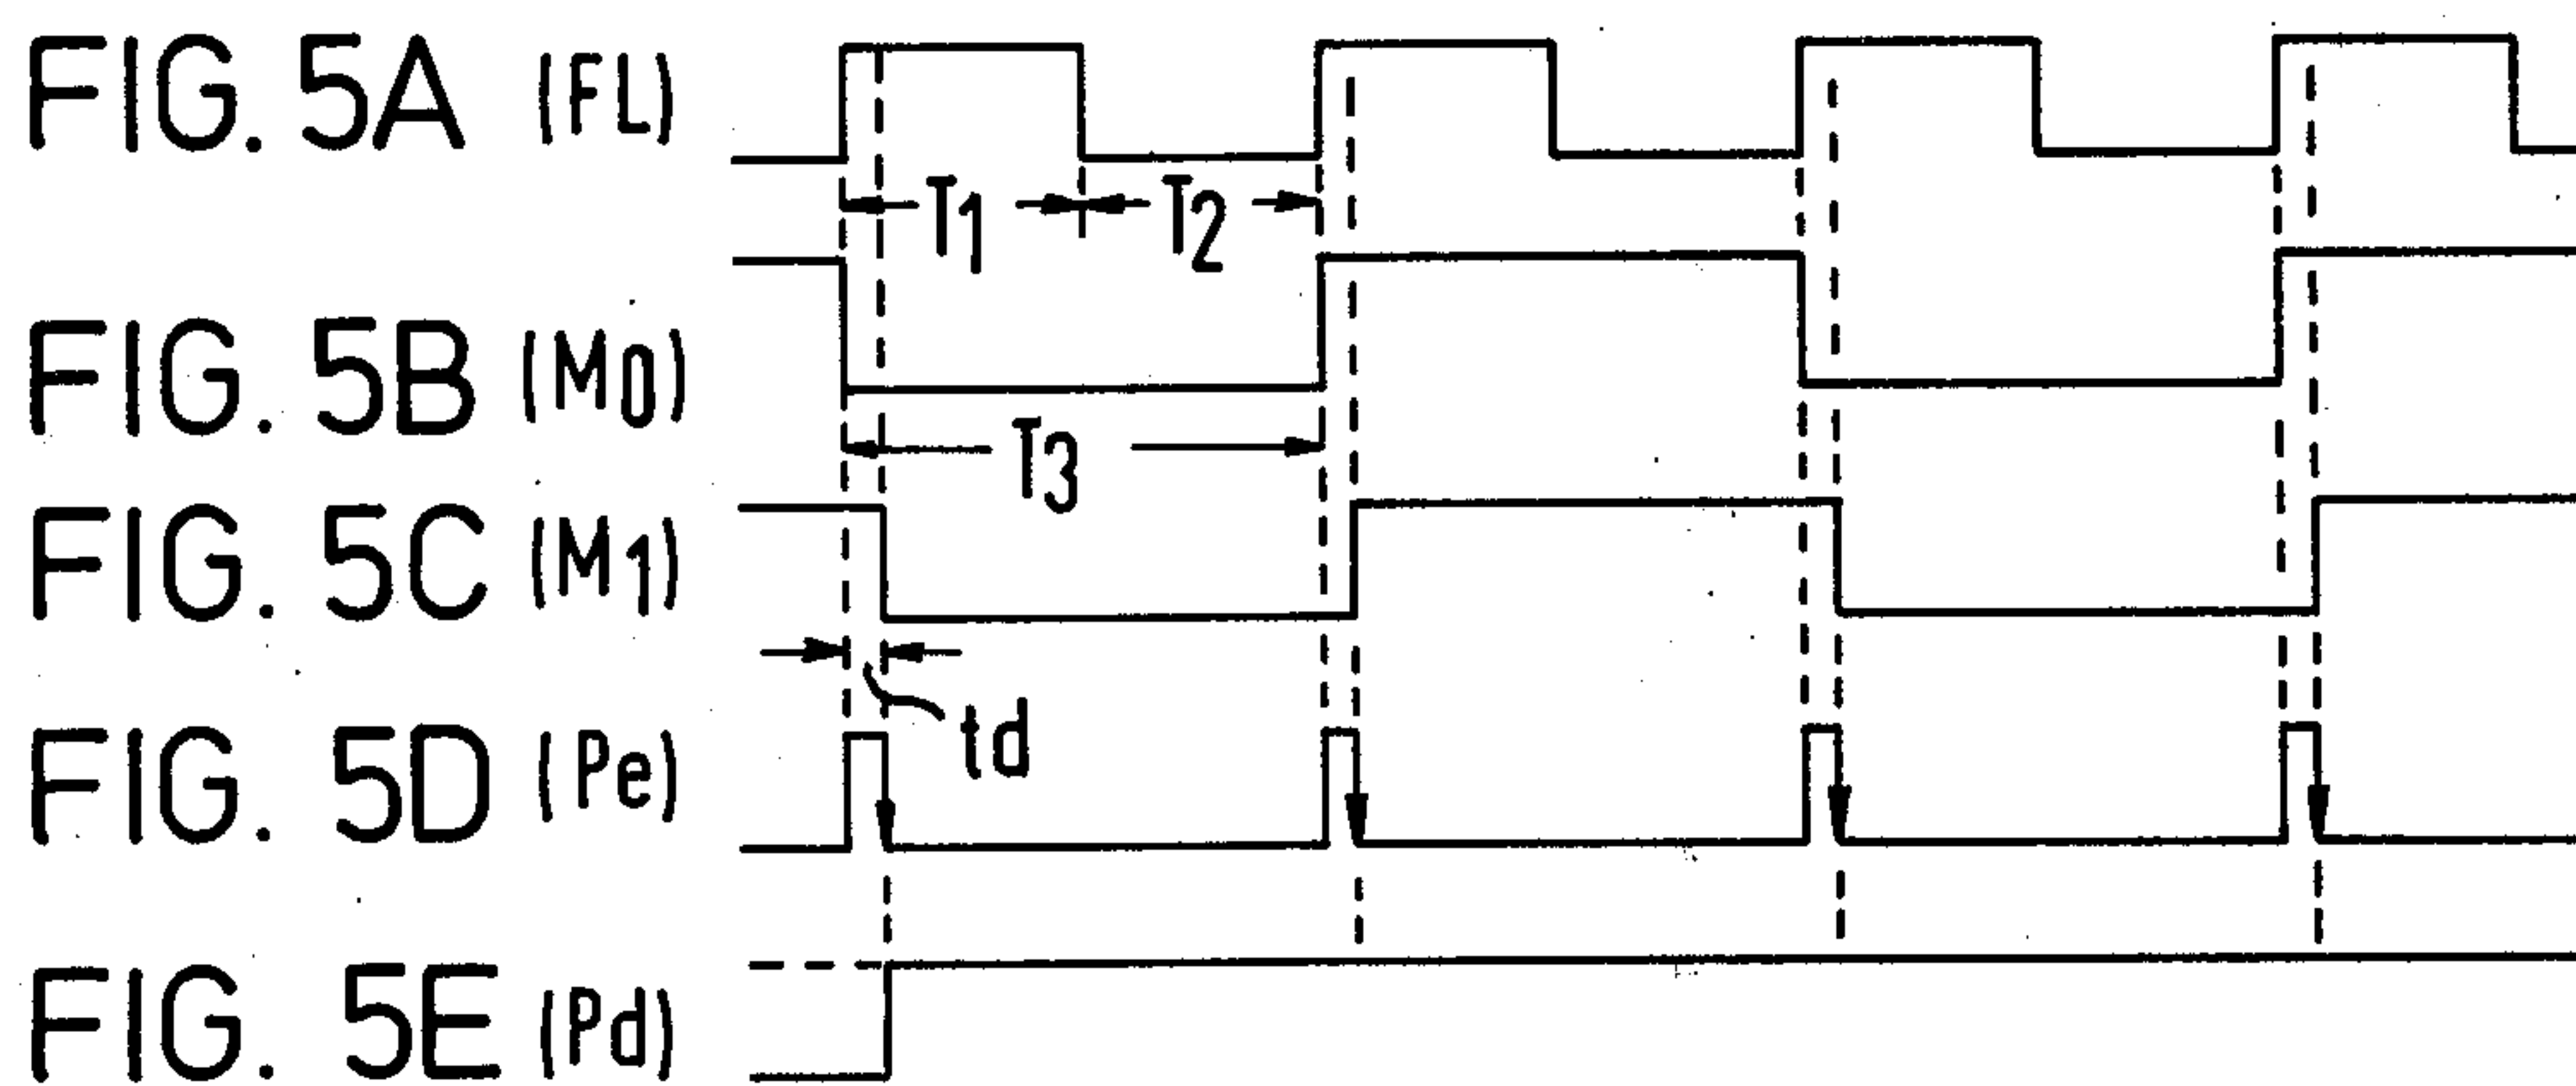 FIG. 5A (FL)
T1 T2
FIG. 5B (M0)
T3
FIG. 5C (M1)
td
FIG. 5D (Pe)
FIG. 5E (Pd)